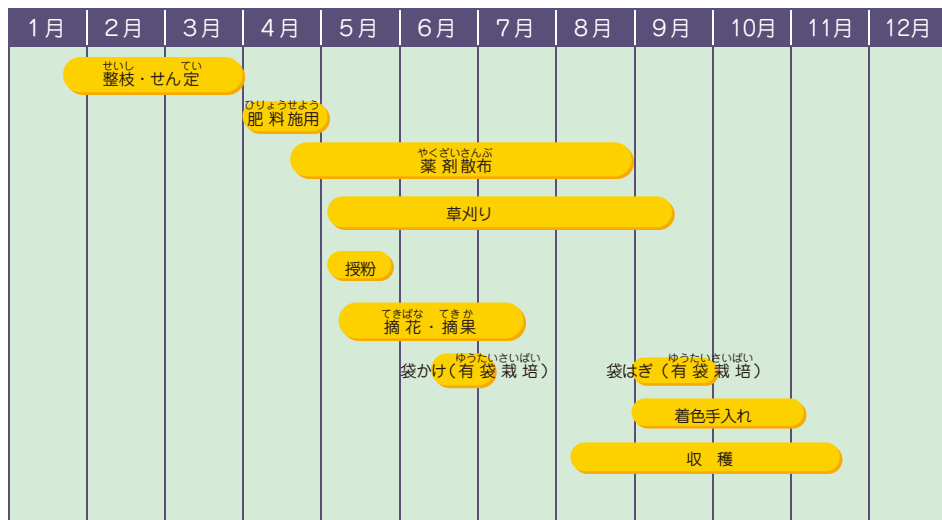 1月 2月 3月 4月 5月 6月 7月 8月 9月 10月 11月 12月
せいし てい
整枝・せん定
ひりょうせよう
肥料施用
やくざいさんぷ
薬剤散布
草刈り
授粉
てきばな てきか
摘花・摘果
ゆうたいさいばい
袋かけ(有袋栽培)
ゆうたいさいばい
袋はぎ(有袋栽培)
着色手入れ
収穫